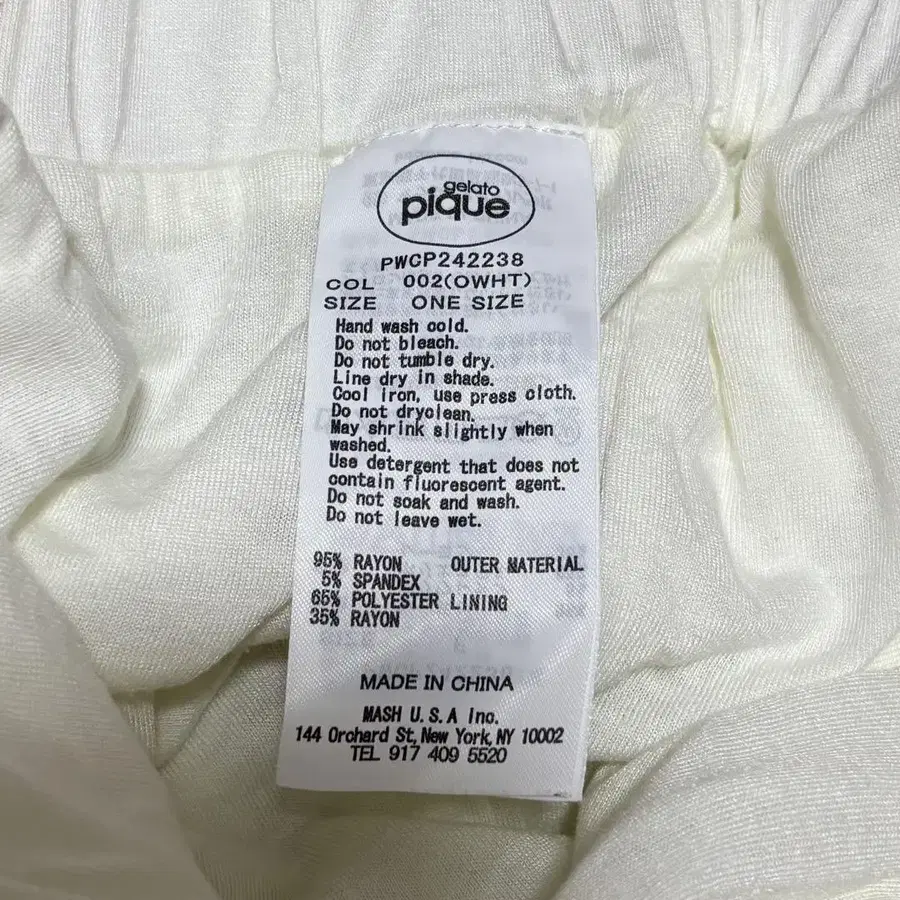 gelato
pique
PWCP242238
COL 002(OWHT)
SIZE ONE SIZE
Hand wash cold.
Do not bleach.
Do not tumble dry.
Line dry in shade.
Cool iron, use press cloth.
Do not dryclean.
May shrink slightly when
washed.
Use detergent that does not
contain fluorescent agent.
Do not soak and wash.
Do not leave wet.
95% RAYON OUTER MATERIAL
5% SPANDEX
65% POLYESTER LINING
35% RAYON
MADE IN CHINA
MASH U.S.A Inc.
144 Orchard St, New York, NY 10002
TEL 917 409 5520